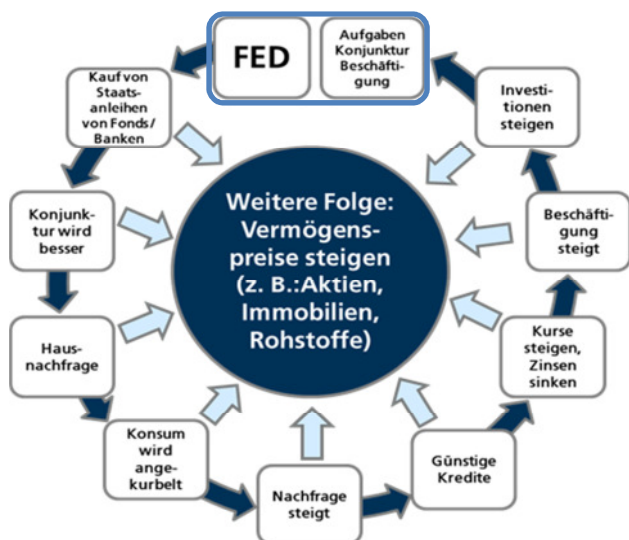 FED
Aufgaben
Konjunktur
Beschäfti-
gung
Kauf von
Staats-
anleihen
von Fonds/
Banken
Konjunk-
tur wird
besser
Haus-
nachfrage
Konsum
wird
ange-
kurbelt
Nachfrage
steigt
Günstige
Kredite
Kurse
steigen,
Zinsen
sinken
Beschäf-
tigung
steigt
Investi-
tionen
steigen
Weitere Folge:
Vermögens-
preise steigen
(z. B.:Aktien,
Immobilien,
Rohstoffe)